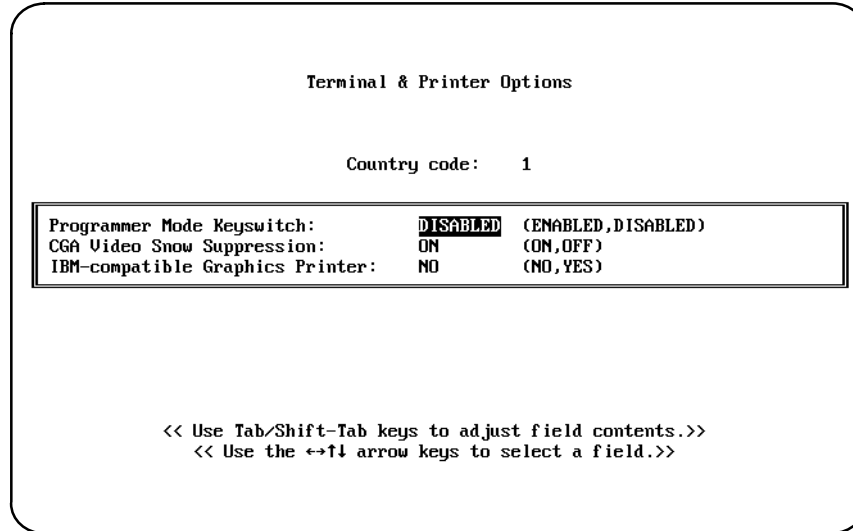 Terminal & Printer Options
Country code: 1
Programmer Mode Keyswitch: DISABLED (ENABLED,DISABLED)
CGA Video Snow Suppression: ON (ON,OFF)
IBM-compatible Graphics Printer: NO (NO,YES)
<< Use Tab/Shift-Tab keys to adjust field contents.>>
<< Use the ←→↑↓ arrow keys to select a field.>>